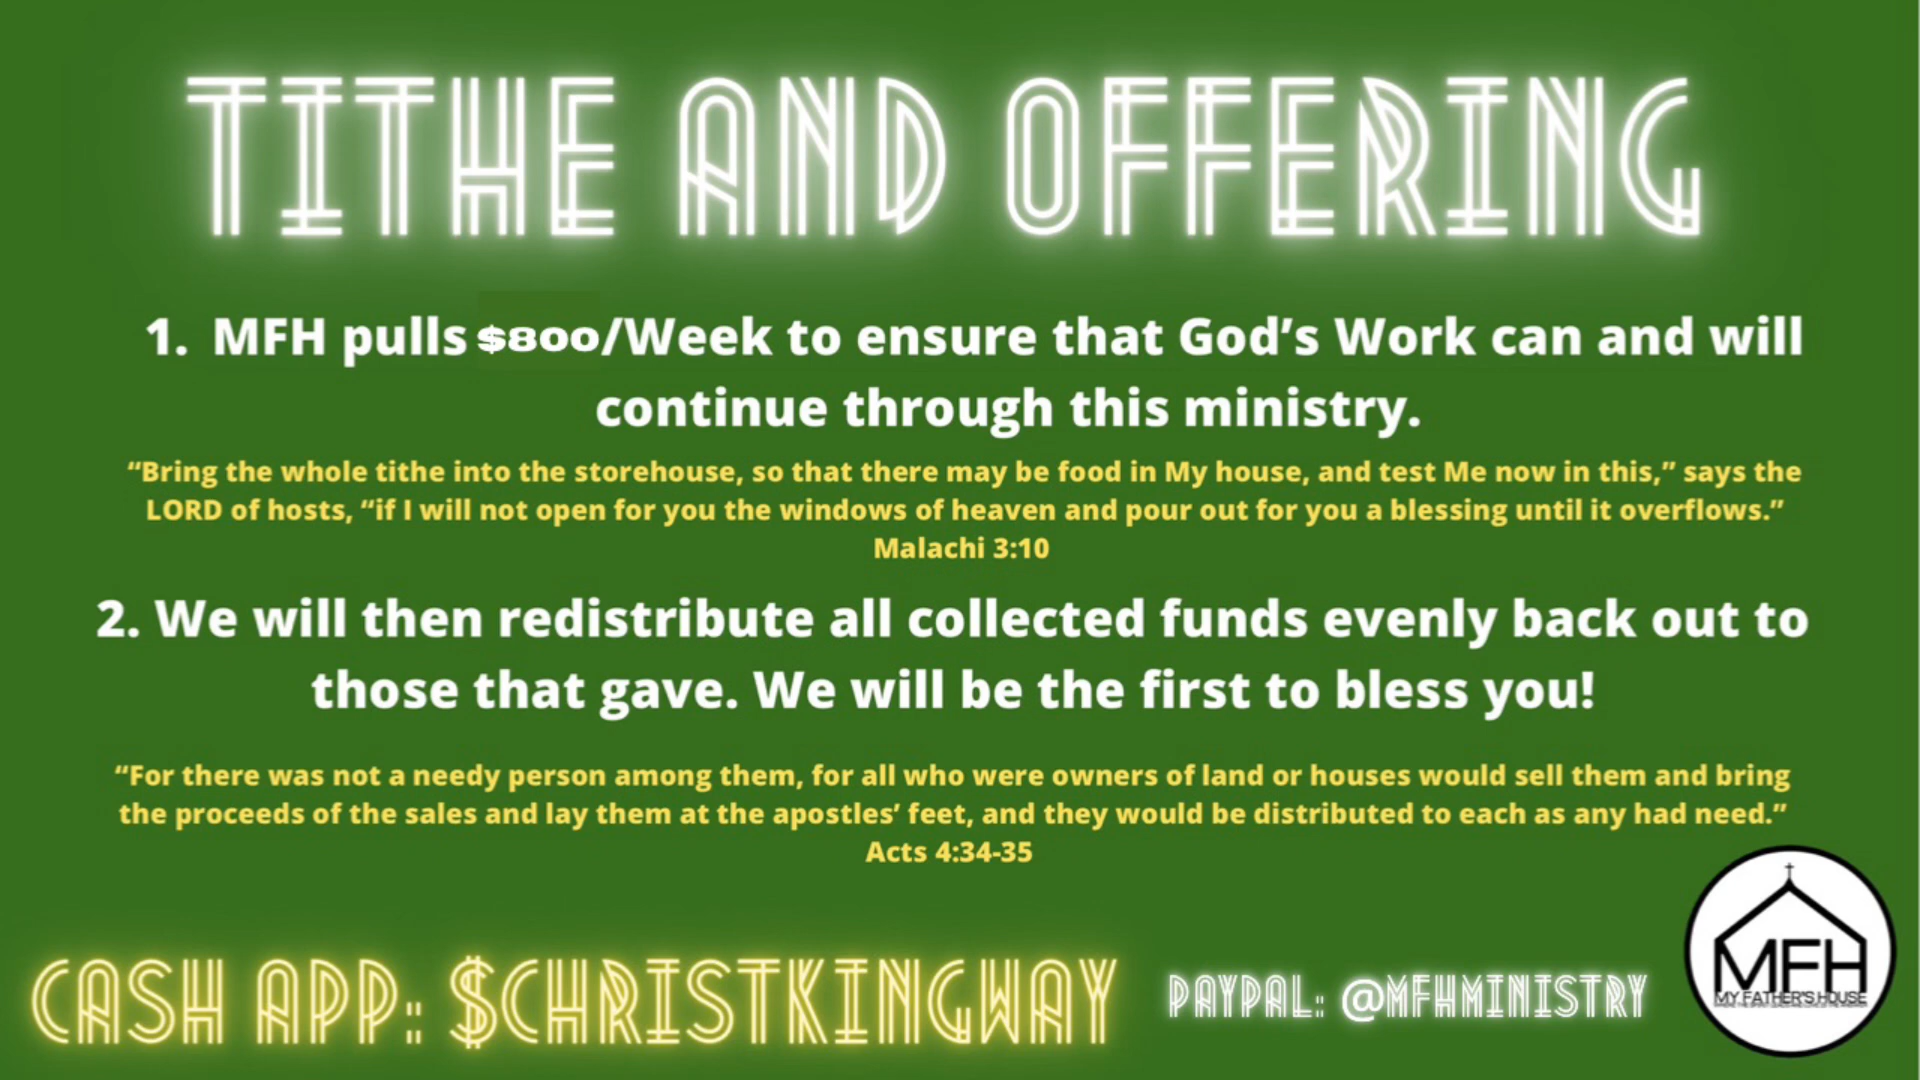 TITHE AND OFFERING
1. MFH pulls $800/Week to ensure that God’s Work can and will
continue through this ministry.
“Bring the whole tithe into the storehouse, so that there may be food in My house, and test Me now in this,” says the
LORD of hosts, “if I will not open for you the windows of heaven and pour out for you a blessing until it overflows.”
Malachi 3:10
2. We will then redistribute all collected funds evenly back out to
those that gave. We will be the first to bless you!
“For there was not a needy person among them, for all who were owners of land or houses would sell them and bring
the proceeds of the sales and lay them at the apostles’ feet, and they would be distributed to each as any had need.”
Acts 4:34-35
CASH APP: $CHRISTKINGWAY
PAYPAL: @MFHMINISTRY
MFH
MY FATHER'S HOUSE